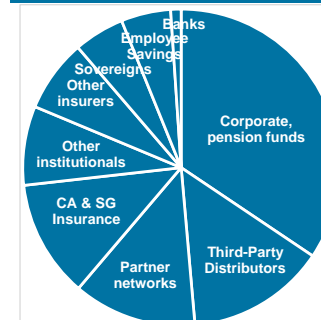 Banks
Employee
Savings
Sovereigns
Other
insurers
Other
institutionals
CA & SG
Insurance
Partner
networks
Third-Party
Distributors
Corporate,
pension funds